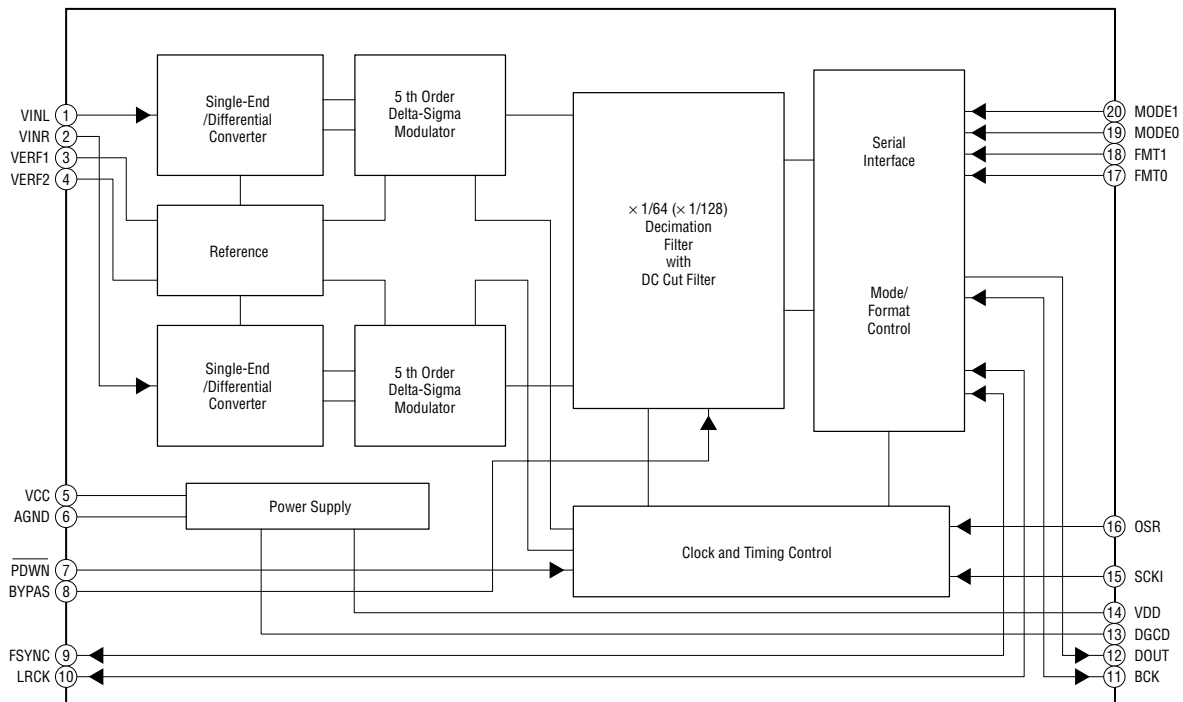 VINL 1
VINR 2
VERF1 3
VERF2 4
VCC 5
AGND 6
PDWN 7
BYPAS 8
FSYNC 9
LRCK 10
Single-End
/Differential
Converter
5 th Order
Delta-Sigma
Modulator
Reference
Single-End
/Differential
Converter
5 th Order
Delta-Sigma
Modulator
Power Supply
× 1/64 (× 1/128)
Decimation
Filter
with
DC Cut Filter
Clock and Timing Control
Serial
Interface
Mode/
Format
Control
20 MODE1
19 MODE0
18 FMT1
17 FMT0
16 OSR
15 SCKI
14 VDD
13 DGCD
12 DOUT
11 BCK